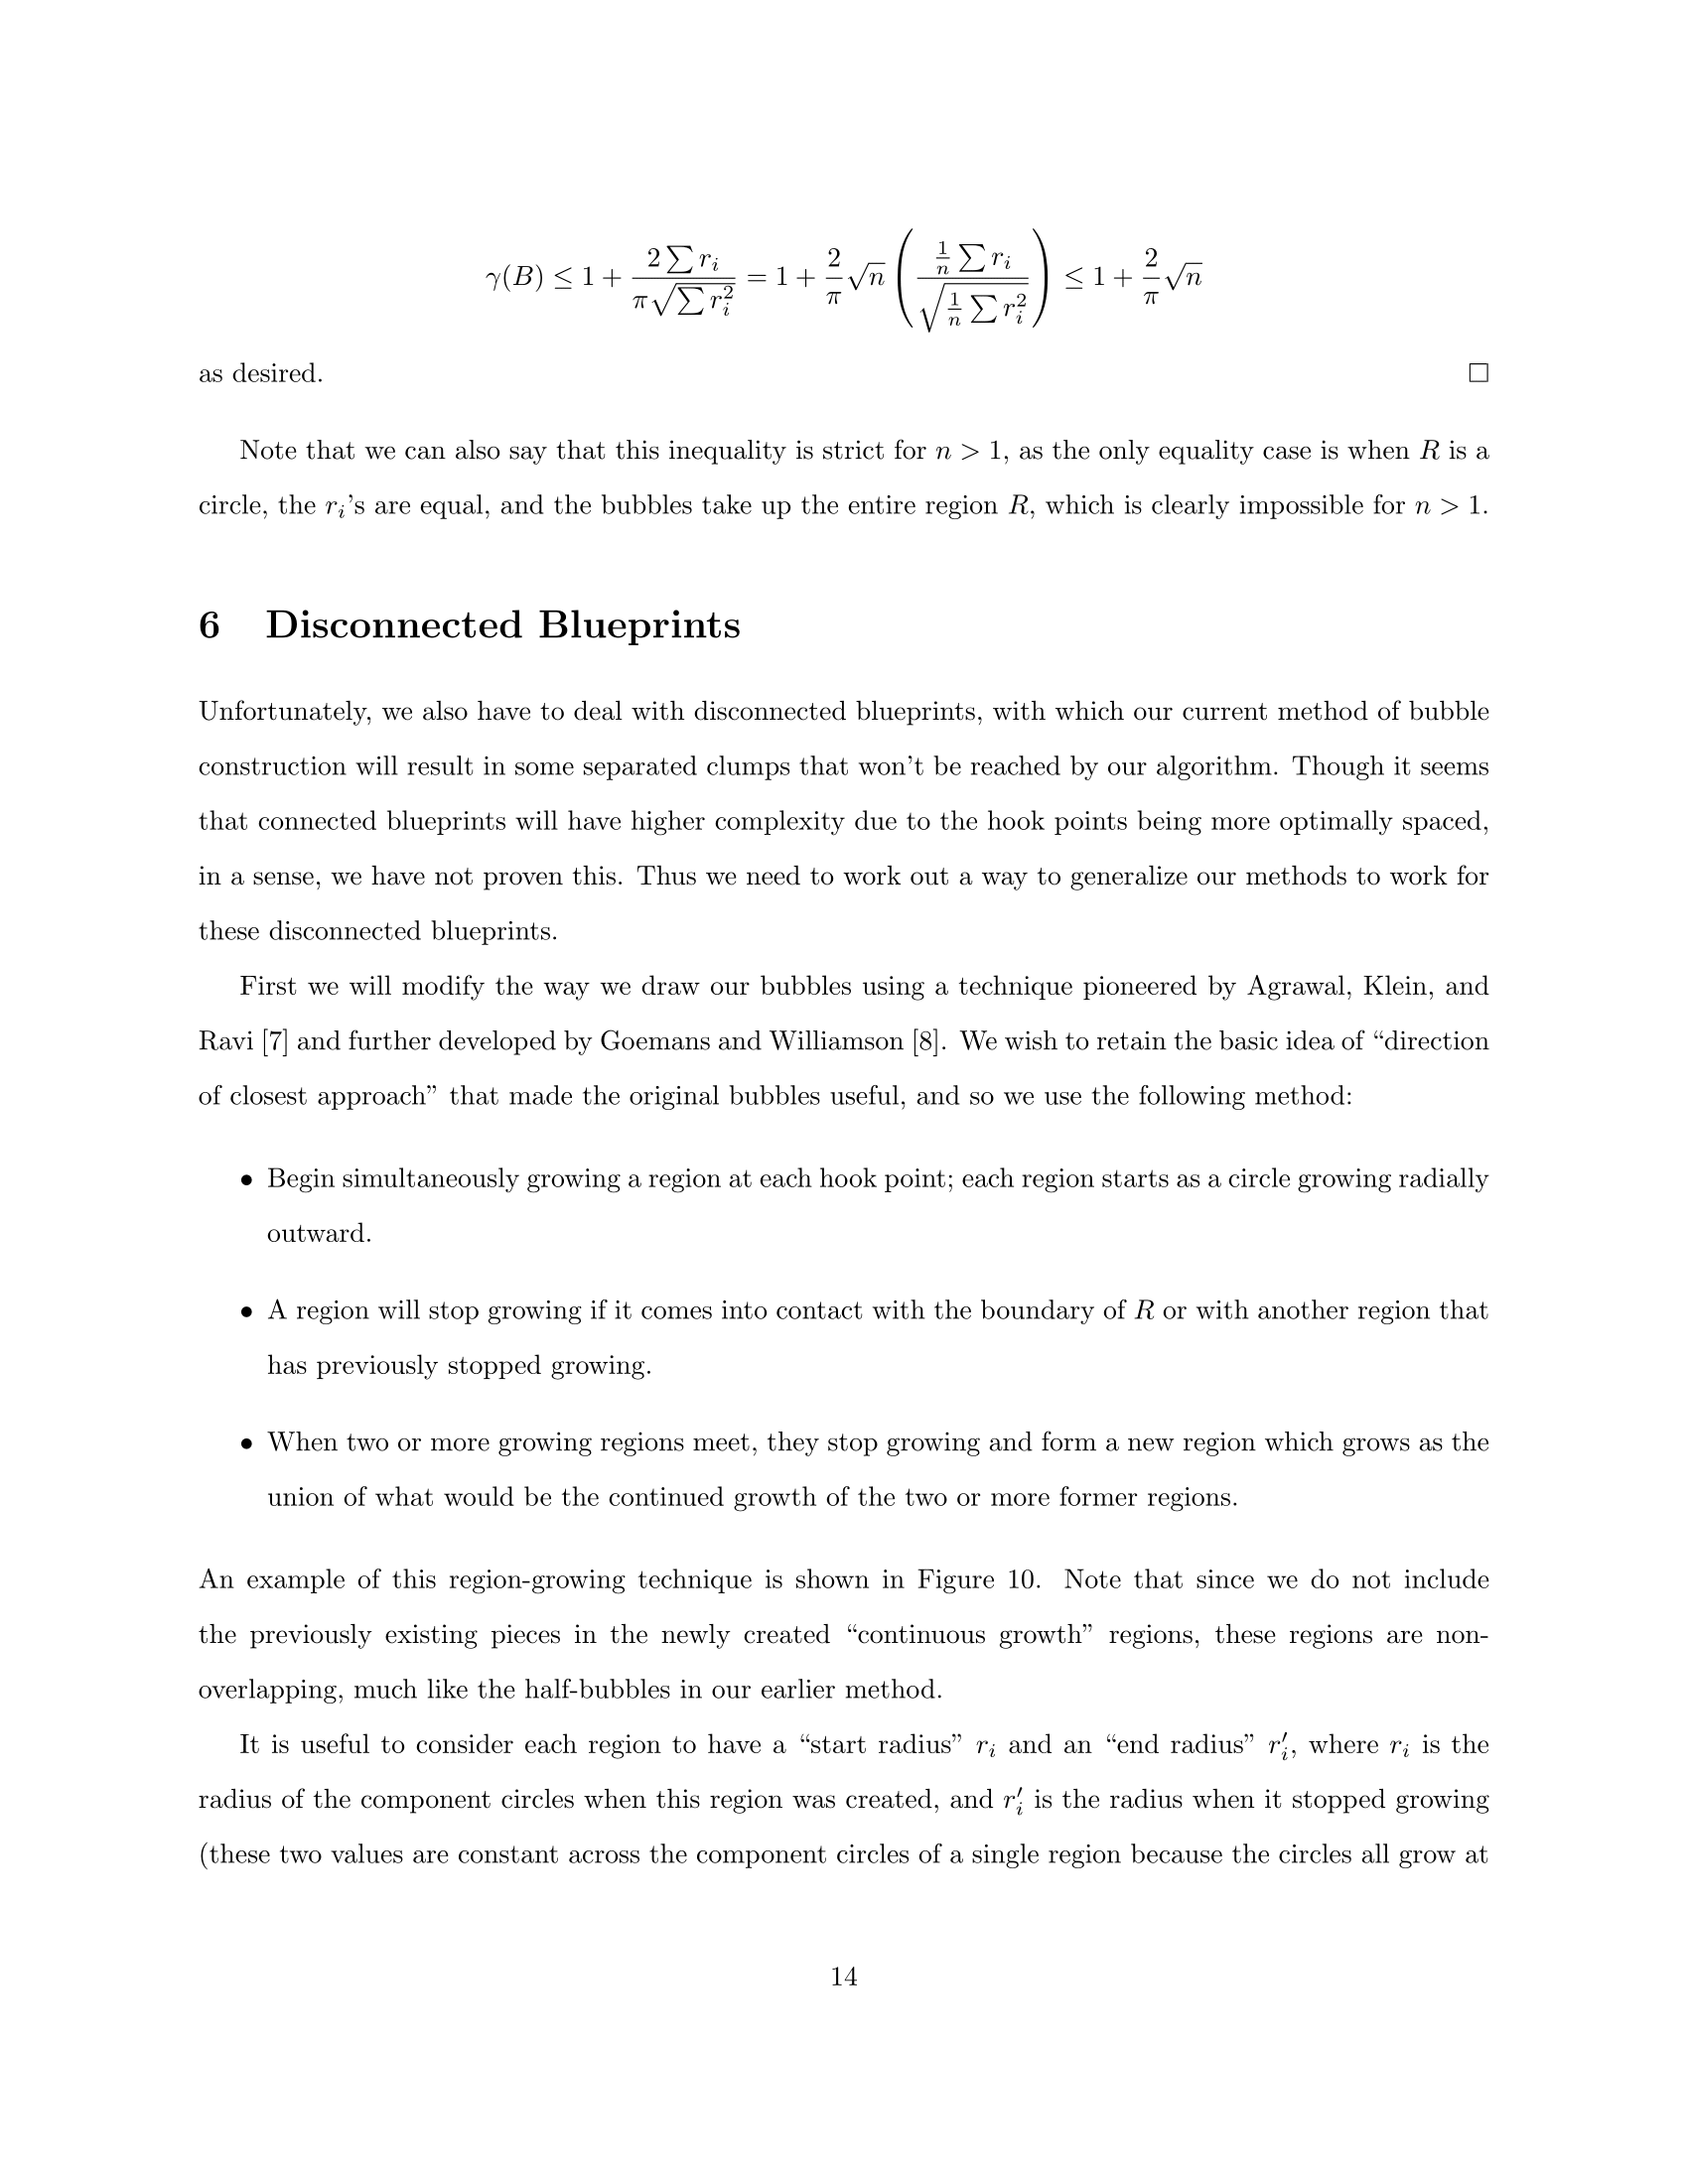 γ(B) ≤ 1 + \frac{2 \sum r_i}{π\sqrt{\sum r_i^2}} = 1 + \frac{2}{π}\sqrt{n} \left( \frac{\frac{1}{n} \sum r_i}{\sqrt{\frac{1}{n} \sum r_i^2}} \right) ≤ 1 + \frac{2}{π}\sqrt{n}
as desired. □
Note that we can also say that this inequality is strict for n > 1, as the only equality case is when R is a
circle, the r_i's are equal, and the bubbles take up the entire region R, which is clearly impossible for n > 1.
6 Disconnected Blueprints
Unfortunately, we also have to deal with disconnected blueprints, with which our current method of bubble
construction will result in some separated clumps that won't be reached by our algorithm. Though it seems
that connected blueprints will have higher complexity due to the hook points being more optimally spaced,
in a sense, we have not proven this. Thus we need to work out a way to generalize our methods to work for
these disconnected blueprints.
First we will modify the way we draw our bubbles using a technique pioneered by Agrawal, Klein, and
Ravi [7] and further developed by Goemans and Williamson [8]. We wish to retain the basic idea of “direction
of closest approach” that made the original bubbles useful, and so we use the following method:
• Begin simultaneously growing a region at each hook point; each region starts as a circle growing radially
outward.
• A region will stop growing if it comes into contact with the boundary of R or with another region that
has previously stopped growing.
• When two or more growing regions meet, they stop growing and form a new region which grows as the
union of what would be the continued growth of the two or more former regions.
An example of this region-growing technique is shown in Figure 10. Note that since we do not include
the previously existing pieces in the newly created “continuous growth” regions, these regions are non-
overlapping, much like the half-bubbles in our earlier method.
It is useful to consider each region to have a “start radius” r_i and an “end radius” r_i′, where r_i is the
radius of the component circles when this region was created, and r_i′ is the radius when it stopped growing
(these two values are constant across the component circles of a single region because the circles all grow at
14